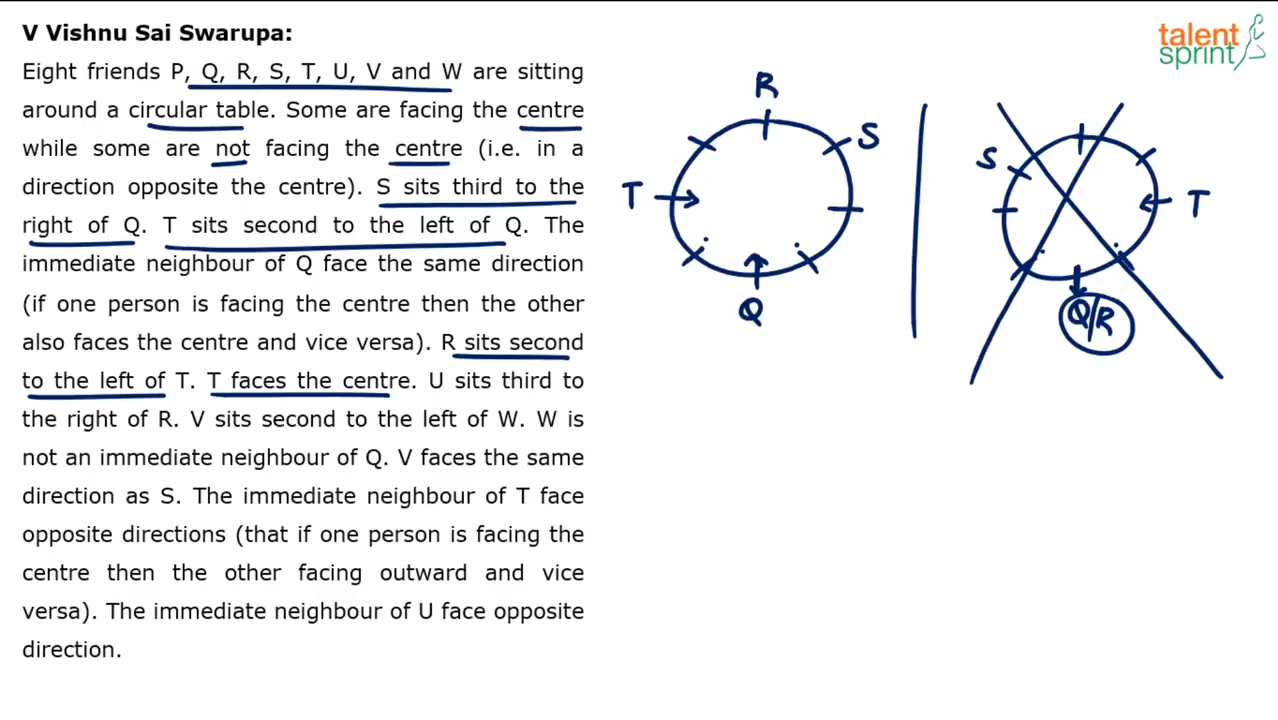 V Vishnu Sai Swarupa:
Eight friends P, Q, R, S, T, U, V and W are sitting
around a circular table. Some are facing the centre
while some are not facing the centre (i.e. in a
direction opposite the centre). S sits third to the
right of Q. T sits second to the left of Q. The
immediate neighbour of Q face the same direction
(if one person is facing the centre then the other
also faces the centre and vice versa). R sits second
to the left of T. T faces the centre. U sits third to
the right of R. V sits second to the left of W. W is
not an immediate neighbour of Q. V faces the same
direction as S. The immediate neighbour of T face
opposite directions (that if one person is facing the
centre then the other facing outward and vice
versa). The immediate neighbour of U face opposite
direction.
talent
sprint
R
S
T
Q
S
T
Q/R